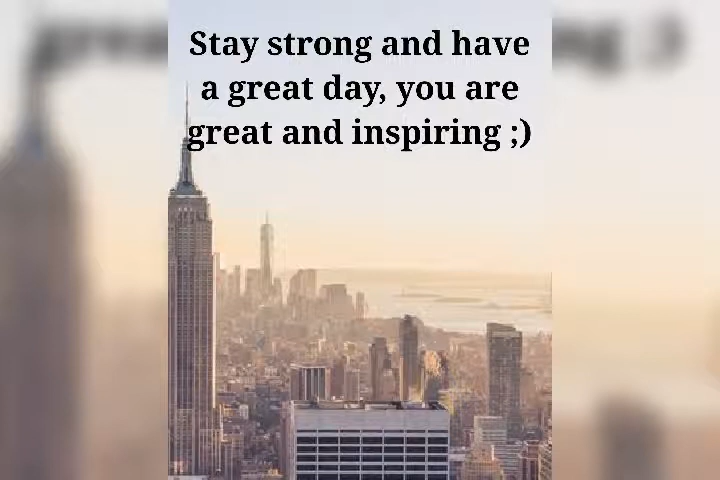 Stay strong and have
a great day, you are
great and inspiring ;)